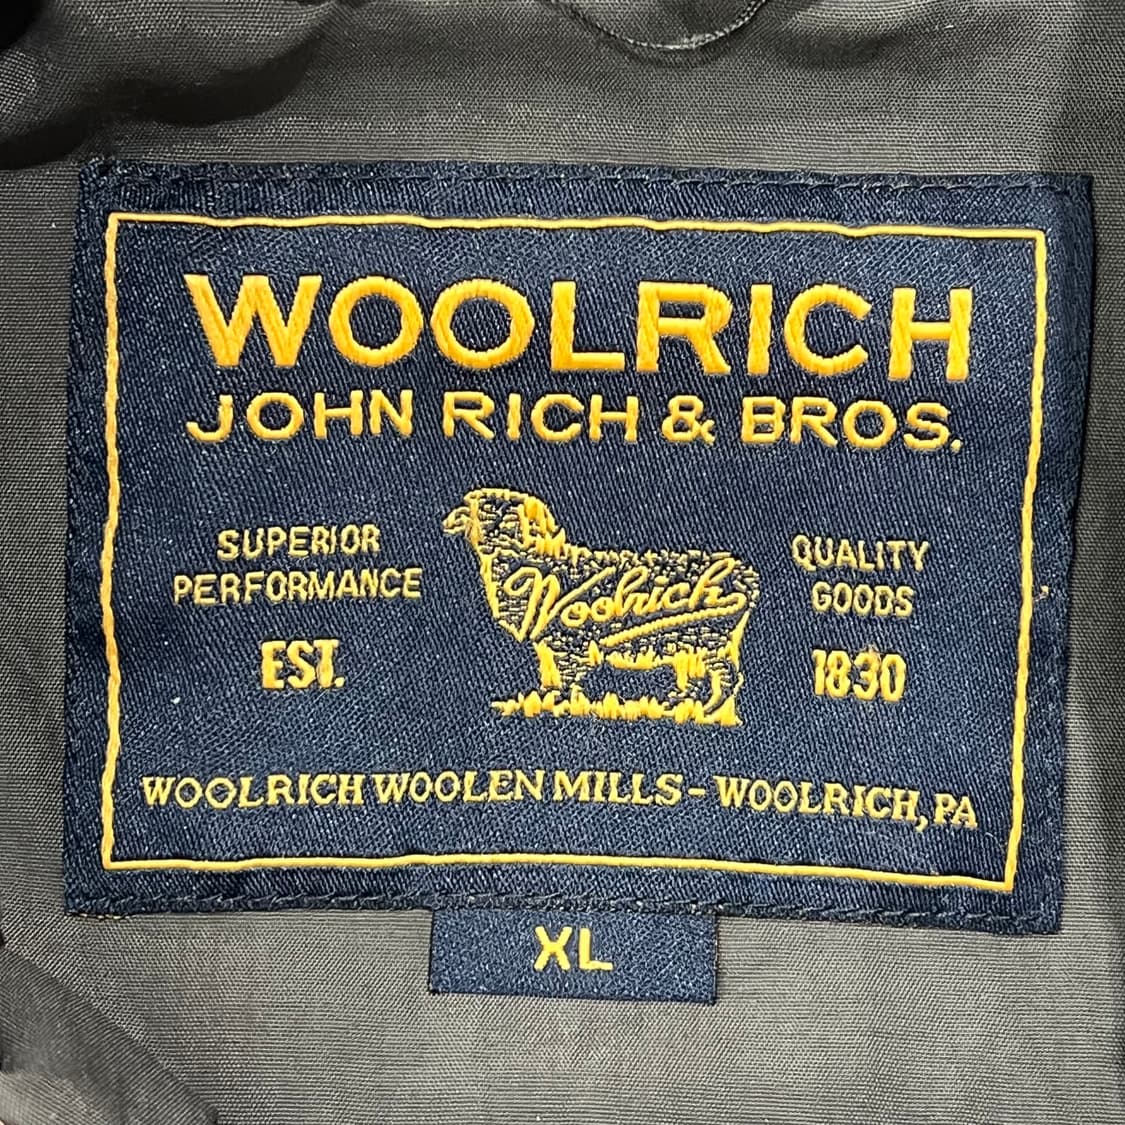 WOOLRICH
JOHN RICH & BROS.
SUPERIOR
PERFORMANCE
EST.
Woolrich
QUALITY
GOODS
1830
WOOLRICH WOOLEN MILLS - WOOLRICH, PA
XL